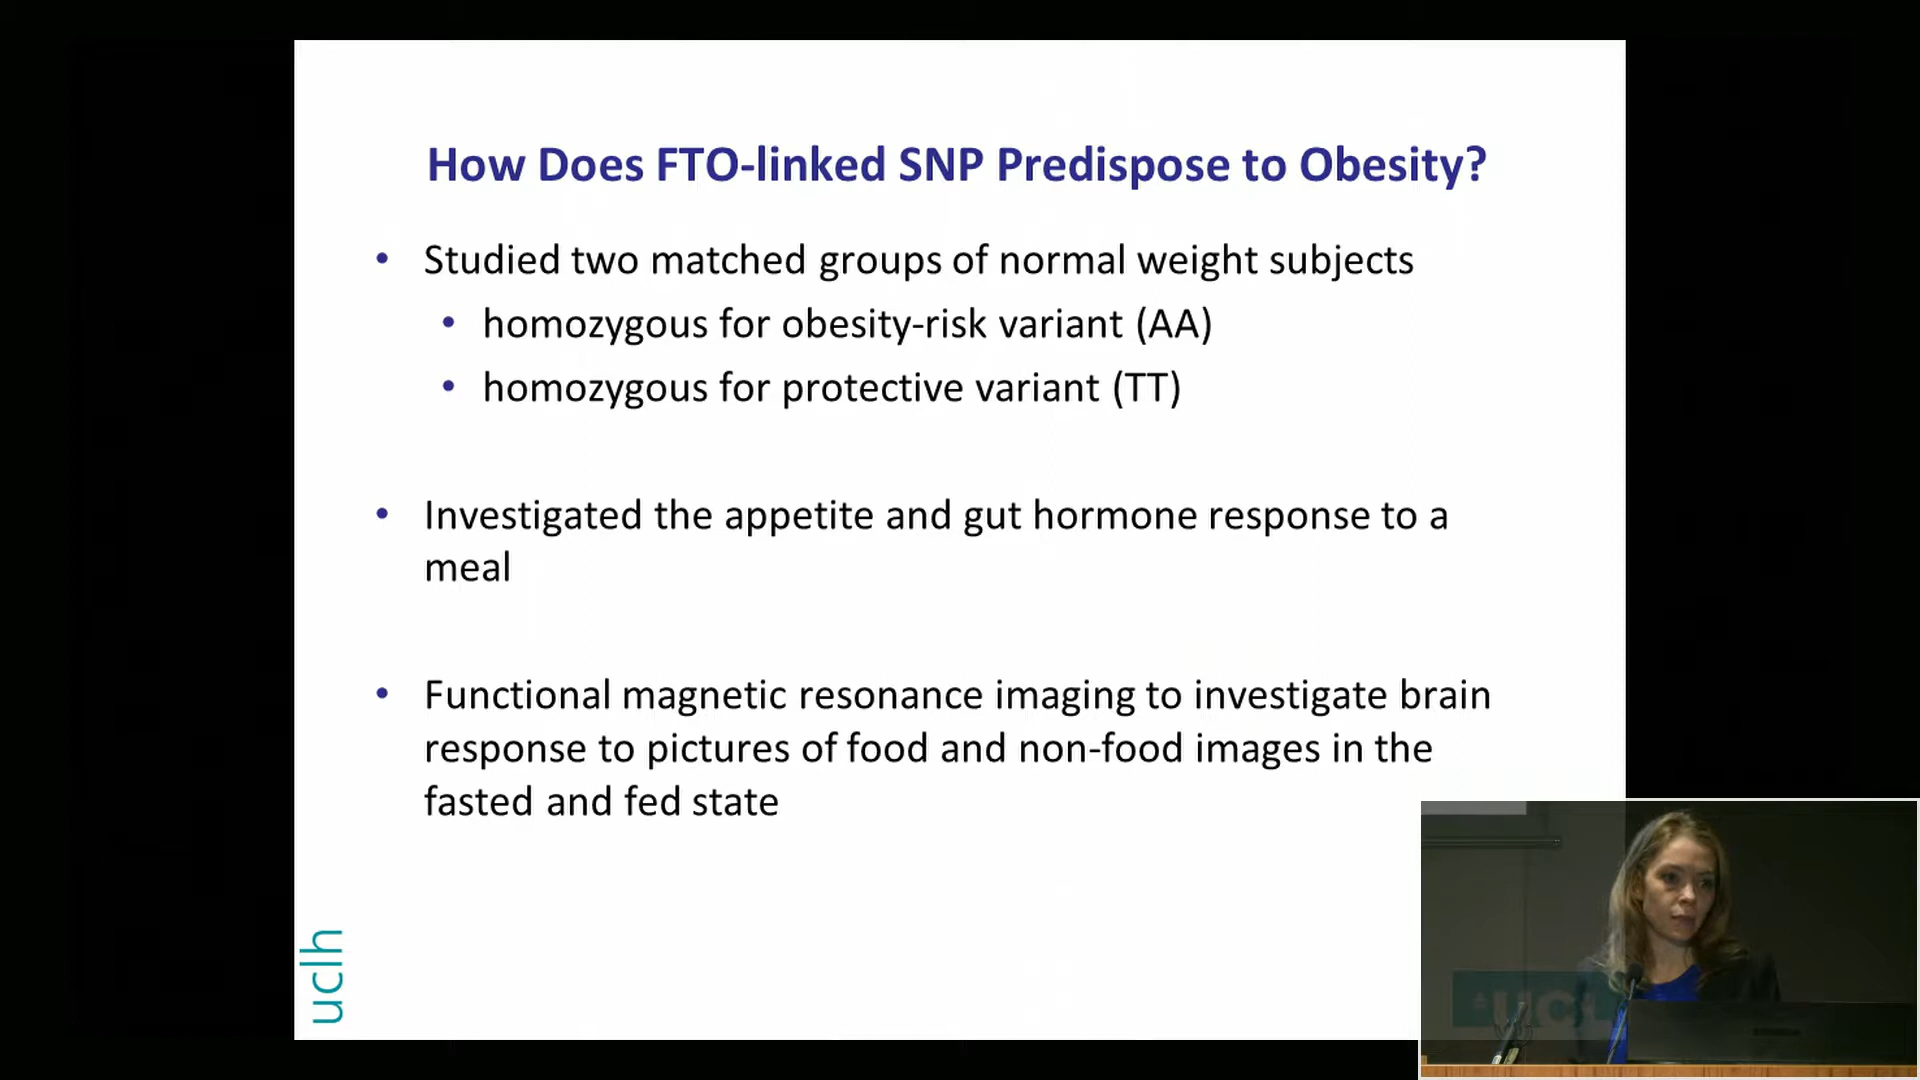 How Does FTO-linked SNP Predispose to Obesity?
• Studied two matched groups of normal weight subjects
• homozygous for obesity-risk variant (AA)
• homozygous for protective variant (TT)
• Investigated the appetite and gut hormone response to a
meal
• Functional magnetic resonance imaging to investigate brain
response to pictures of food and non-food images in the
fasted and fed state
uclh
UCL